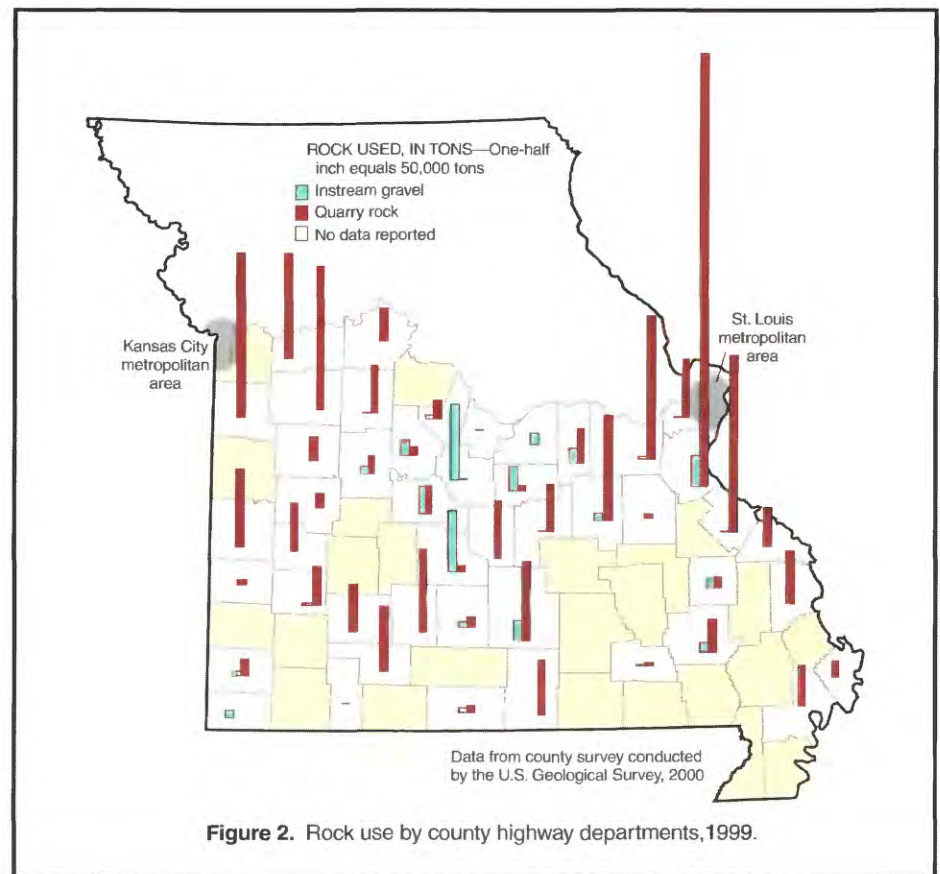 ROCK USED, IN TONS—One-half
inch equals 50,000 tons
Instream gravel
Quarry rock
No data reported
Kansas City
metropolitan
area
St. Louis
metropolitan
area
Data from county survey conducted
by the U.S. Geological Survey, 2000
Figure 2. Rock use by county highway departments,1999.